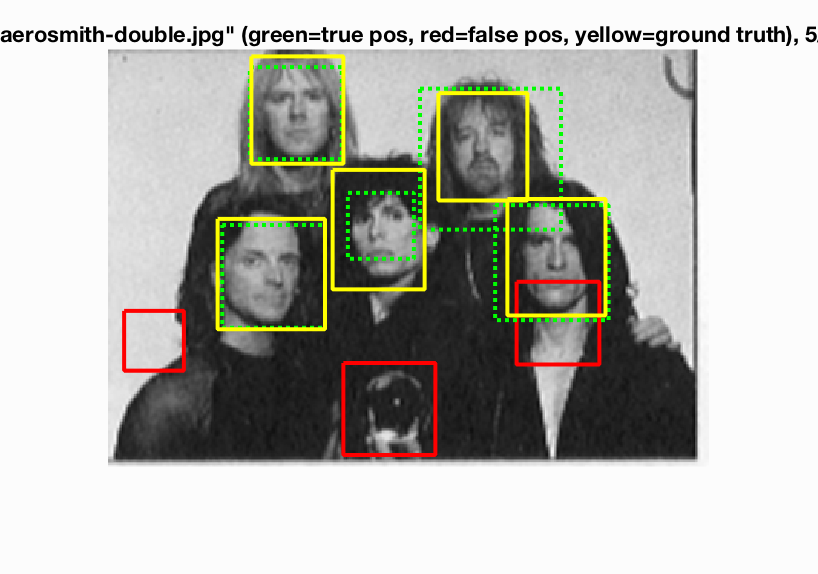 aerosmith-double.jpg" (green=true pos, red=false pos, yellow=ground truth), 5